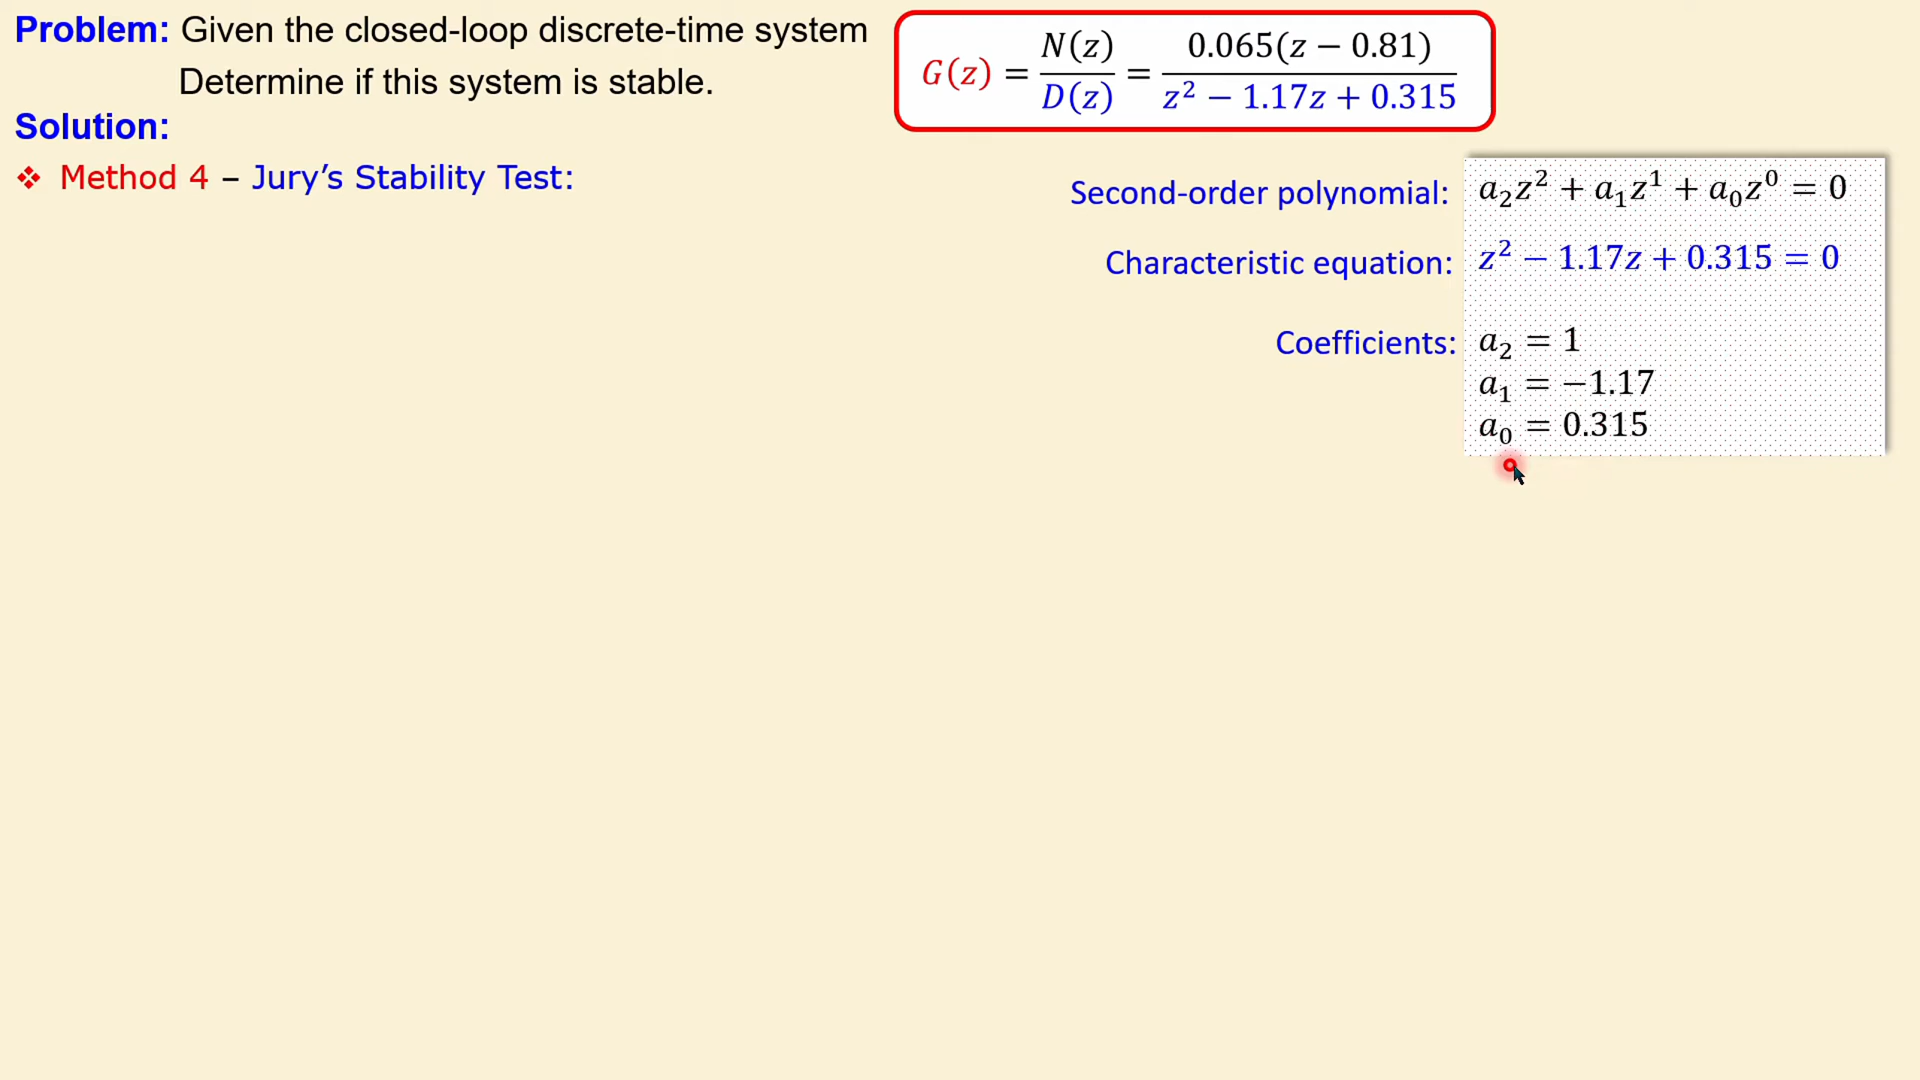 Problem: Given the closed-loop discrete-time system
Determine if this system is stable.
G(z) = N(z)/D(z) = 0.065(z − 0.81)/(z² − 1.17z + 0.315)
Solution:
❖ Method 4 – Jury’s Stability Test:
Second-order polynomial: a₂z² + a₁z¹ + a₀z⁰ = 0
Characteristic equation: z² − 1.17z + 0.315 = 0
Coefficients: a₂ = 1
a₁ = −1.17
a₀ = 0.315